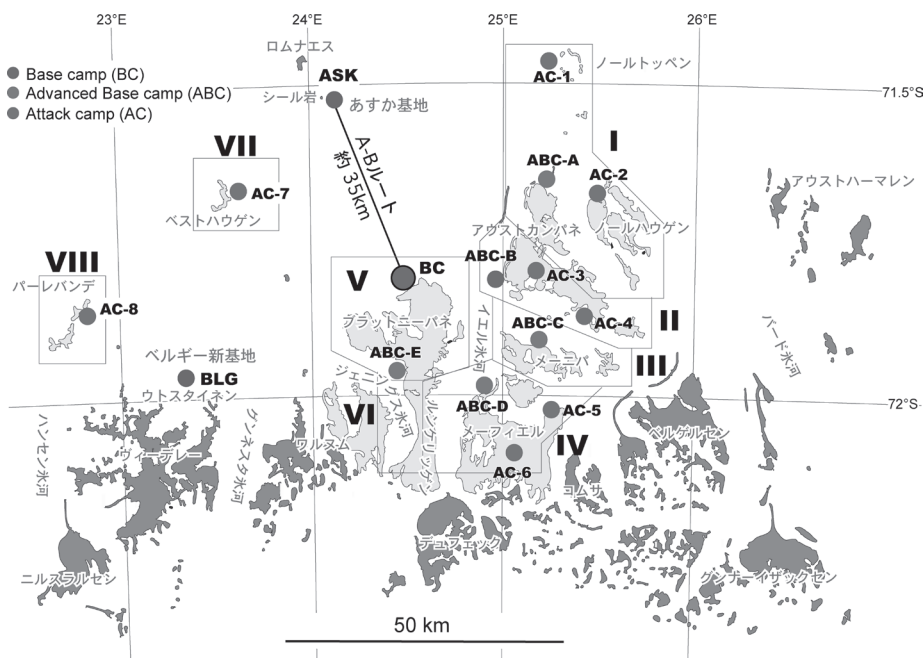 23°E
24°E
25°E
26°E
Base camp (BC)
Advanced Base camp (ABC)
Attack camp (AC)
ロムナエス
ASK
シール岩
あすか基地
AC-1
ノールトッペン
71.5°S
A-Bルート
約 35km
I
VII
AC-7
ベストハウゲン
ABC-A
AC-2
アウストカンパネ
ノールハウゲン
アウストハーマレン
VIII
パーレバンデ
AC-8
V
BC
ABC-B
AC-3
ブラットニーパネ
イエル氷河
ABC-C
AC-4
II
メーニパ
III
バード氷河
ベルギー新基地
BLG
ウトスタイネン
ABC-E
ジェニングス氷河
ABC-D
AC-5
72°S
ハンセン氷河
グンネスタ氷河
VI
ワルヌム
ルンケリッゲン
メーフィエル
IV
AC-6
ベルゲルセン
ヴィーデレー
コムサ
ニルスラルセン
デュフェック
グンナーイザックセン
50 km